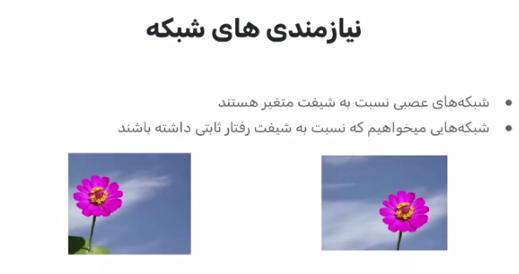 نیازمندی های شبکه
شبکه‌های عصبی نسبت به شیفت متغیر هستند
شبکه‌هایی میخواهیم که نسبت به شیفت رفتار ثابتی داشته باشند